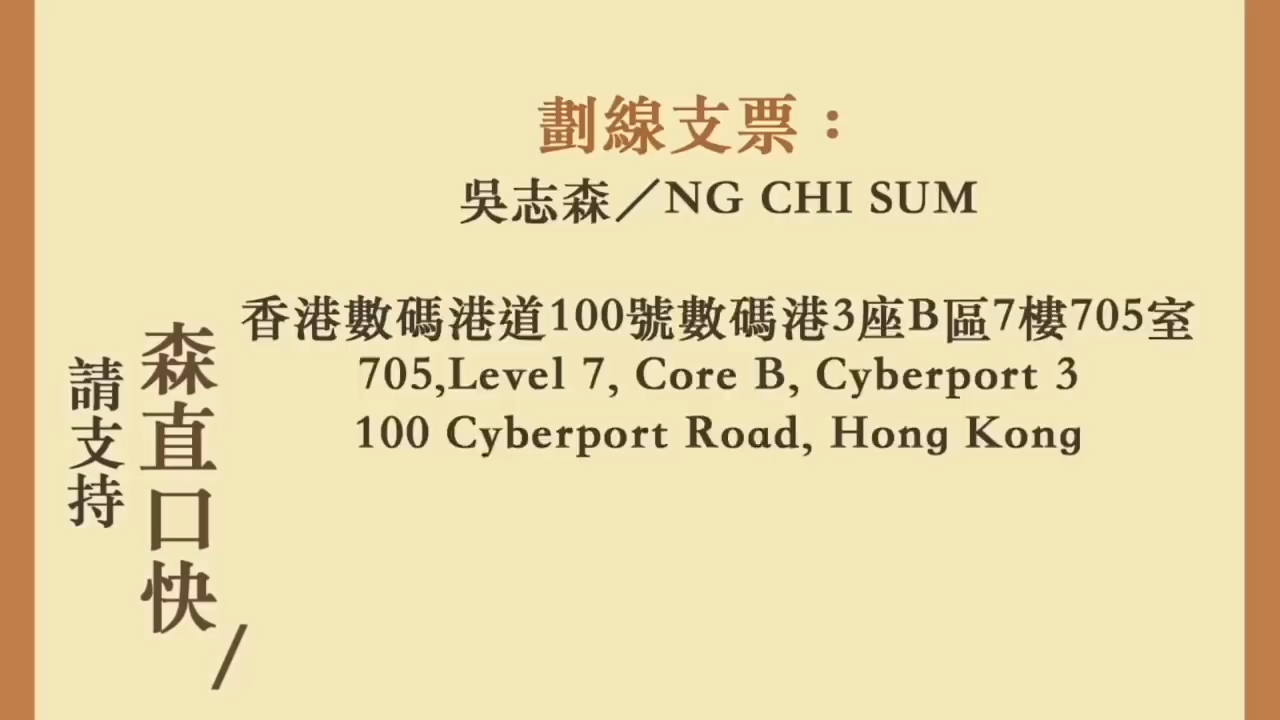 劃線支票：
吳志森／NG CHI SUM
香港數碼港道100號數碼港3座B區7樓705室
705,Level 7, Core B, Cyberport 3
100 Cyberport Road, Hong Kong
請支持
森直口快
/